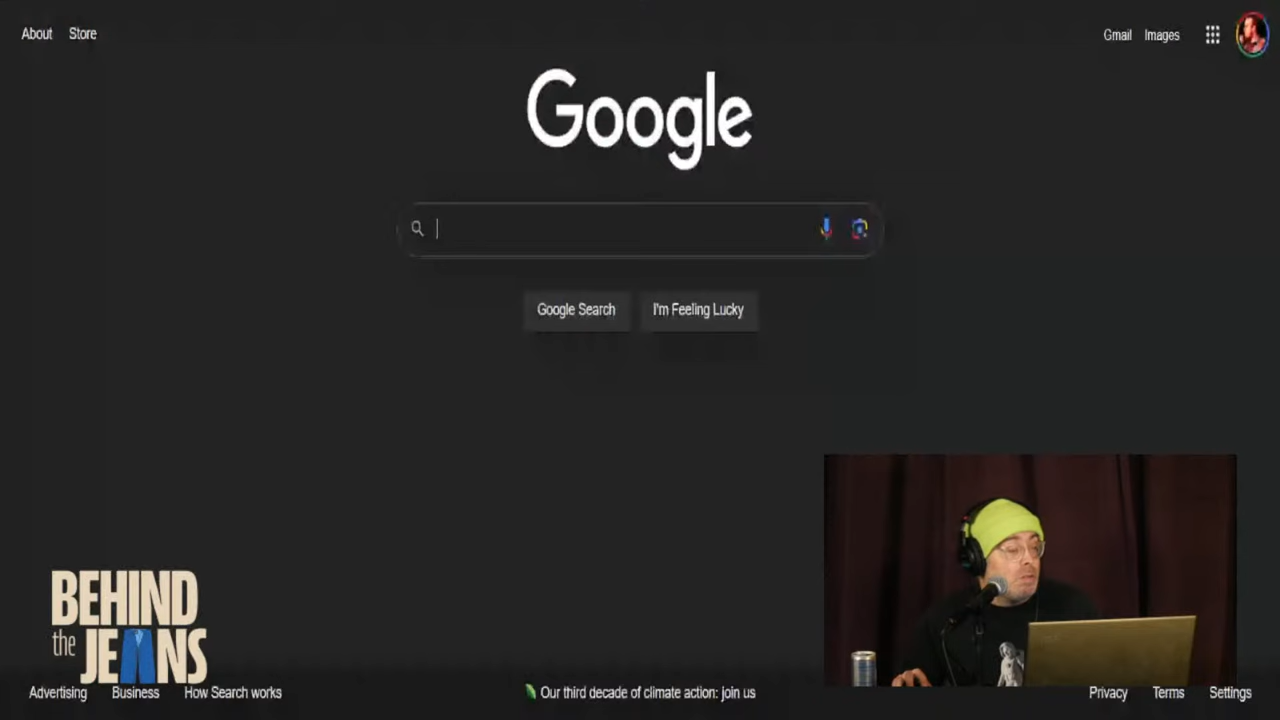 About Store
Gmail Images
Google
Google Search I'm Feeling Lucky
BEHIND
the JEANS
Advertising Business How Search works
Our third decade of climate action: join us
Privacy Terms Settings